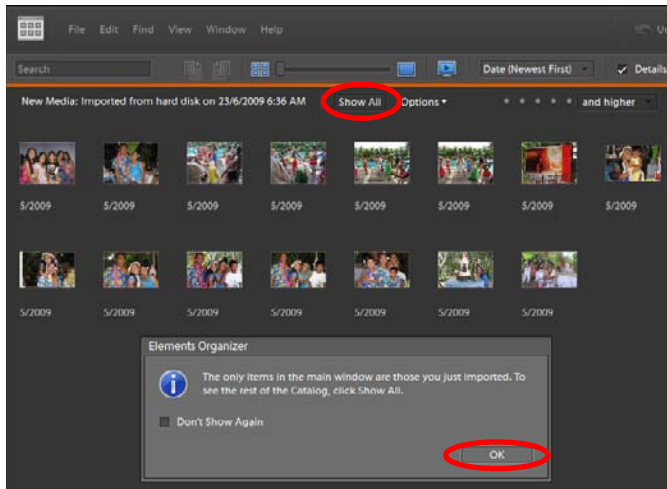 File Edit Find View Window Help
Search Date (Newest First) Details
New Media: Imported from hard disk on 23/6/2009 6:36 AM Show All Options and higher
5/2009 5/2009 5/2009 5/2009 5/2009 5/2009 5/2009 5/2009
5/2009 5/2009 5/2009 5/2009 5/2009 5/2009 5/2009
Elements Organizer
The only items in the main window are those you just imported. To
see the rest of the Catalog, click Show All.
Don't Show Again
OK